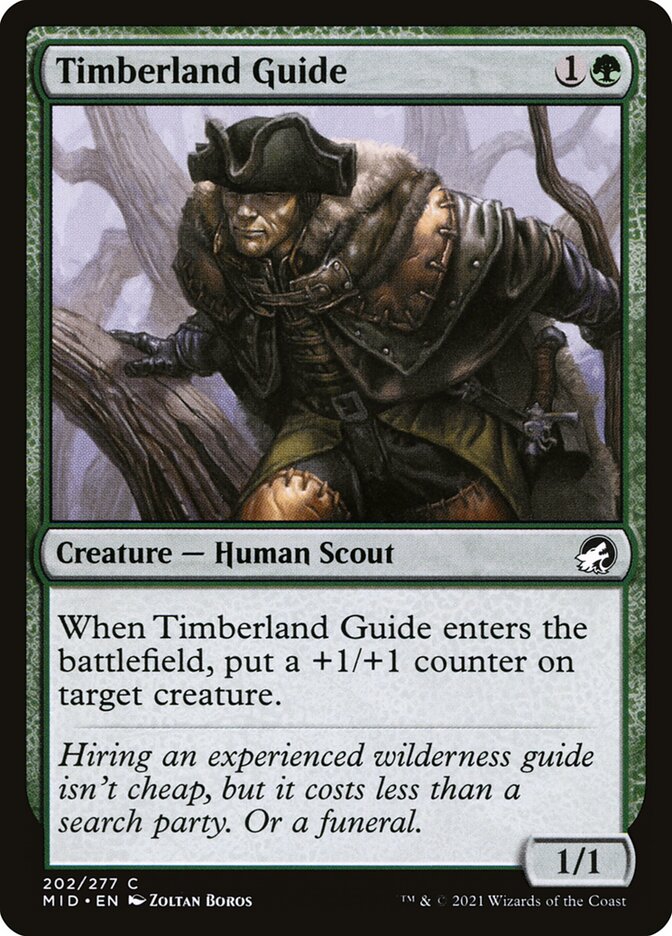 Timberland Guide 1
Creature — Human Scout
When Timberland Guide enters the
battlefield, put a +1/+1 counter on
target creature.
Hiring an experienced wilderness guide
isn't cheap, but it costs less than a
search party. Or a funeral.
1/1
202/277 C
MID • EN Zoltan Boros
™ & © 2021 Wizards of the Coast